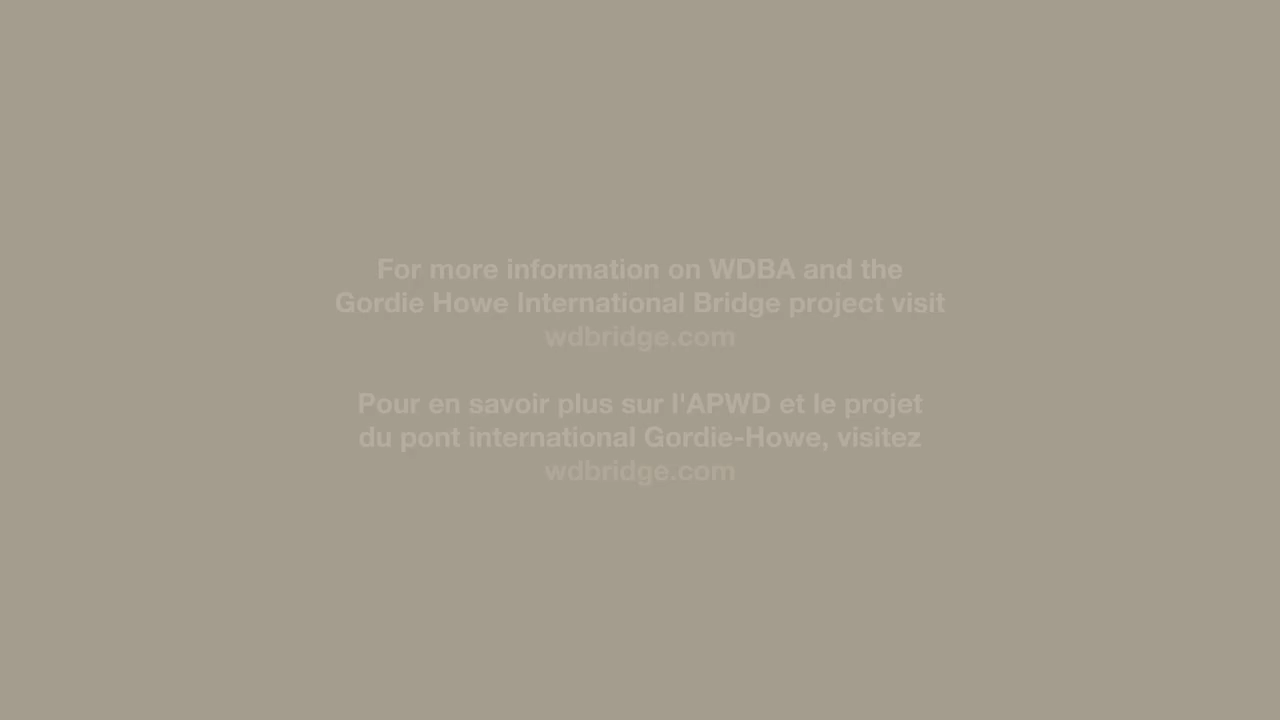 For more information on WDBA and the
Gordie Howe International Bridge project visit
wdbridge.com
Pour en savoir plus sur l'APWD et le projet
du pont international Gordie-Howe, visitez
wdbridge.com